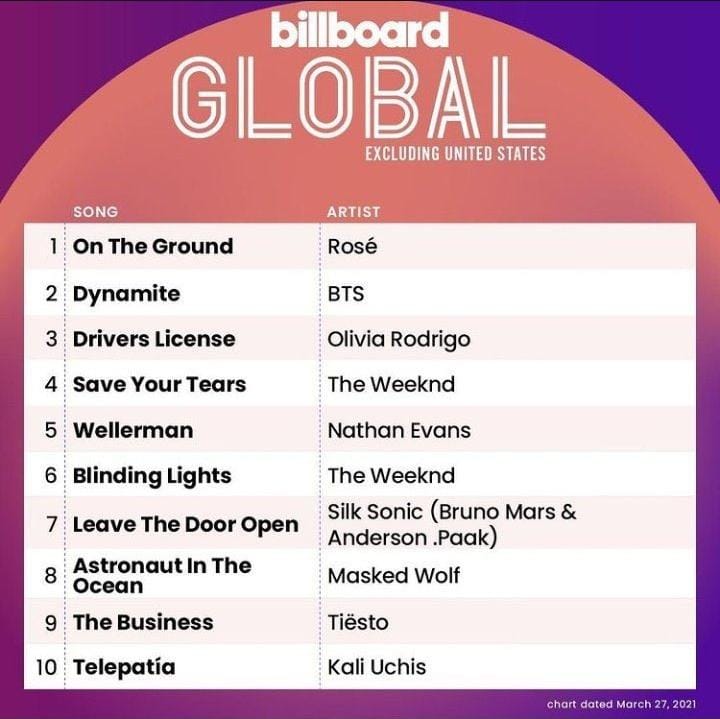 billboard
GLOBAL
EXCLUDING UNITED STATES
SONG ARTIST
1 On The Ground Rosé
2 Dynamite BTS
3 Drivers License Olivia Rodrigo
4 Save Your Tears The Weeknd
5 Wellerman Nathan Evans
6 Blinding Lights The Weeknd
7 Leave The Door Open Silk Sonic (Bruno Mars &
Anderson .Paak)
8 Astronaut In The
Ocean Masked Wolf
9 The Business Tiësto
10 Telepatía Kali Uchis
chart dated March 27, 2021